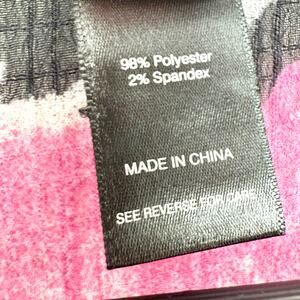 98% Polyester
2% Spandex
MADE IN CHINA
SEE REVERSE FOR CARE